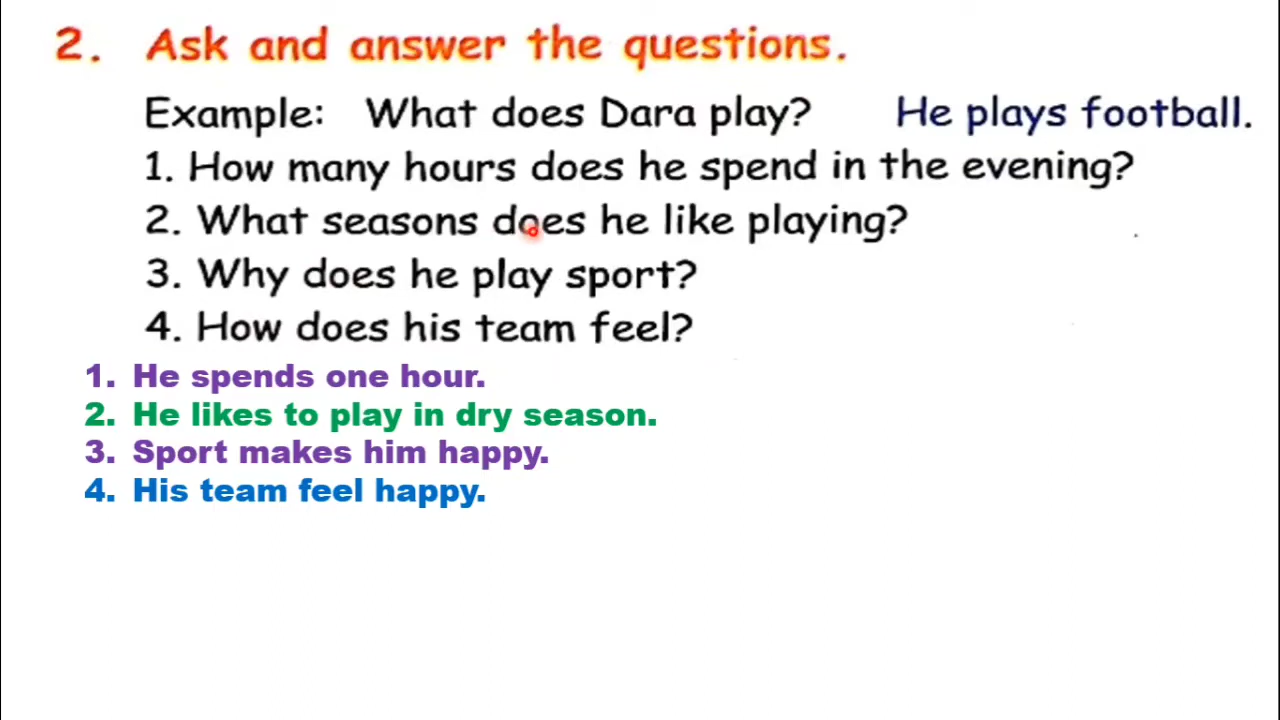 2. Ask and answer the questions.
Example: What does Dara play? He plays football.
1. How many hours does he spend in the evening?
2. What seasons does he like playing?
3. Why does he play sport?
4. How does his team feel?
1. He spends one hour.
2. He likes to play in dry season.
3. Sport makes him happy.
4. His team feel happy.